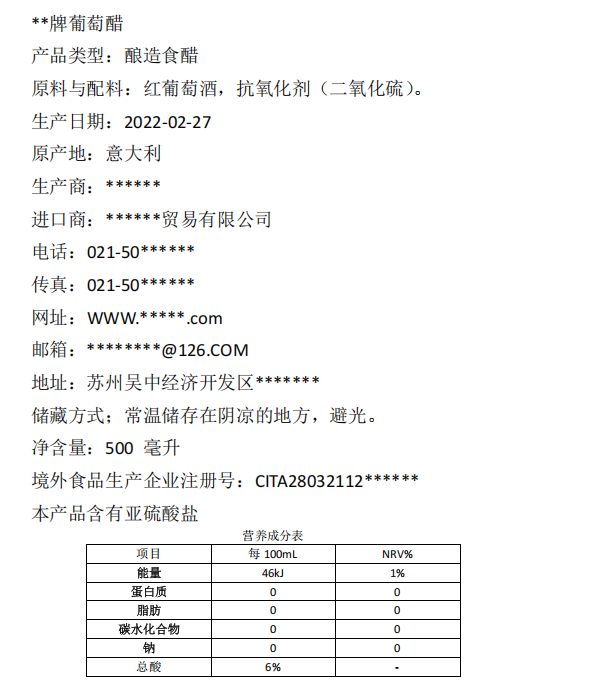 **牌葡萄醋
产品类型：酿造食醋
原料与配料：红葡萄酒，抗氧化剂（二氧化硫）。
生产日期：2022-02-27
原产地：意大利
生产商：******
进口商：******贸易有限公司
电话：021-50******
传真：021-50******
网址：WWW.*****.com
邮箱：********@126.COM
地址：苏州吴中经济开发区*******
储藏方式；常温储存在阴凉的地方，避光。
净含量：500 毫升
境外食品生产企业注册号：CITA28032112******
本产品含有亚硫酸盐
营养成分表
项目 每 100mL NRV%
能量 46kJ 1%
蛋白质 0 0
脂肪 0 0
碳水化合物 0 0
钠 0 0
总酸 6% -